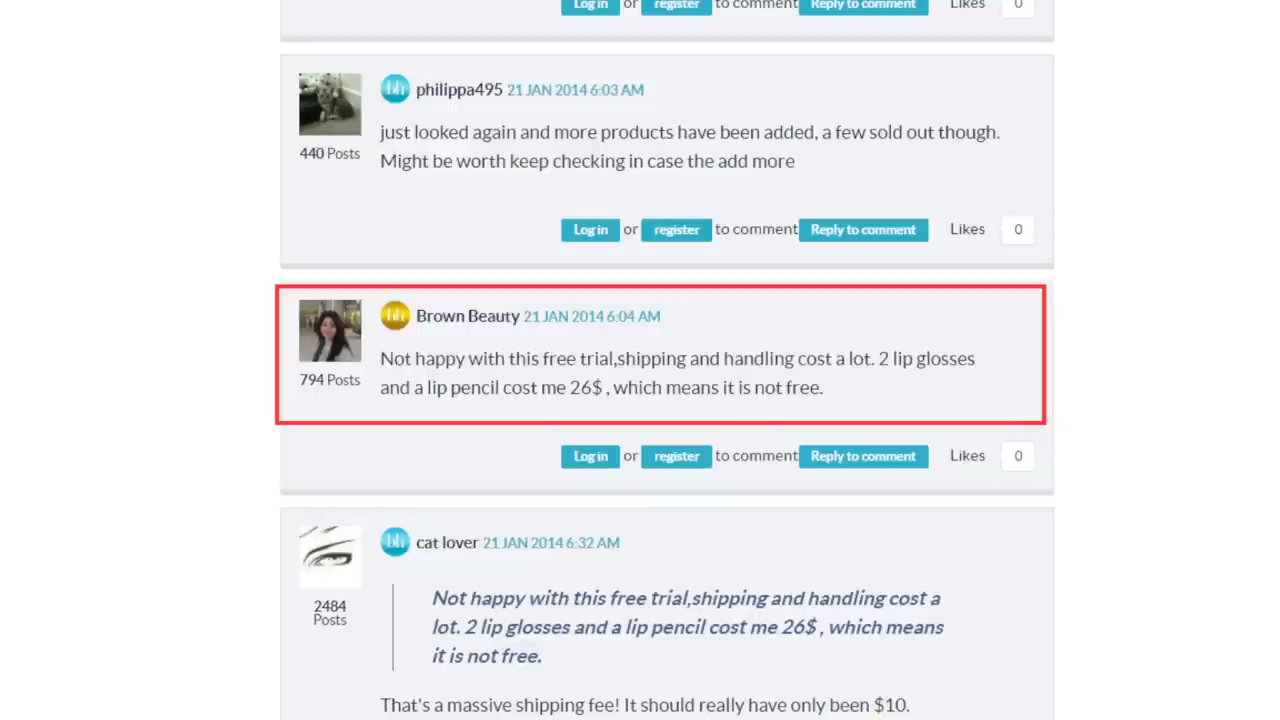 Log in or register to comment Reply to comment Likes 0
philippa495 21 JAN 2014 6:03 AM
440 Posts
just looked again and more products have been added, a few sold out though.
Might be worth keep checking in case the add more
Log in or register to comment Reply to comment Likes 0
Brown Beauty 21 JAN 2014 6:04 AM
794 Posts
Not happy with this free trial,shipping and handling cost a lot. 2 lip glosses
and a lip pencil cost me 26$ , which means it is not free.
Log in or register to comment Reply to comment Likes 0
cat lover 21 JAN 2014 6:32 AM
2484
Posts
Not happy with this free trial,shipping and handling cost a
lot. 2 lip glosses and a lip pencil cost me 26$ , which means
it is not free.
That's a massive shipping fee! It should really have only been $10.